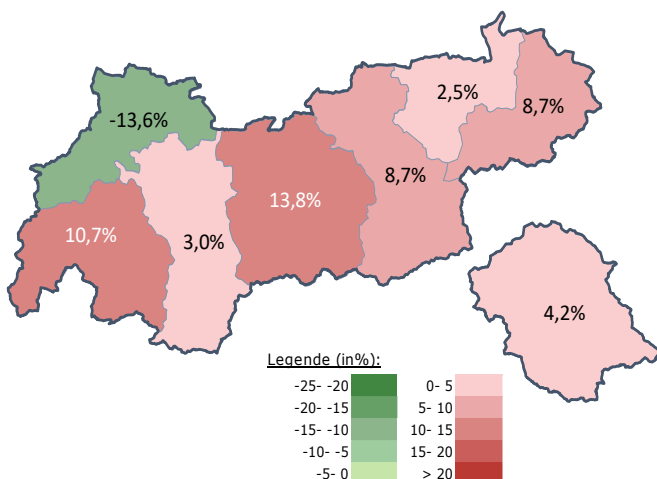 2,5%
8,7%
-13,6%
8,7%
13,8%
10,7%
3,0%
4,2%
Legende (in%):
-25- -20 0- 5
-20- -15 5- 10
-15- -10 10- 15
-10- -5 15- 20
-5- 0 > 20